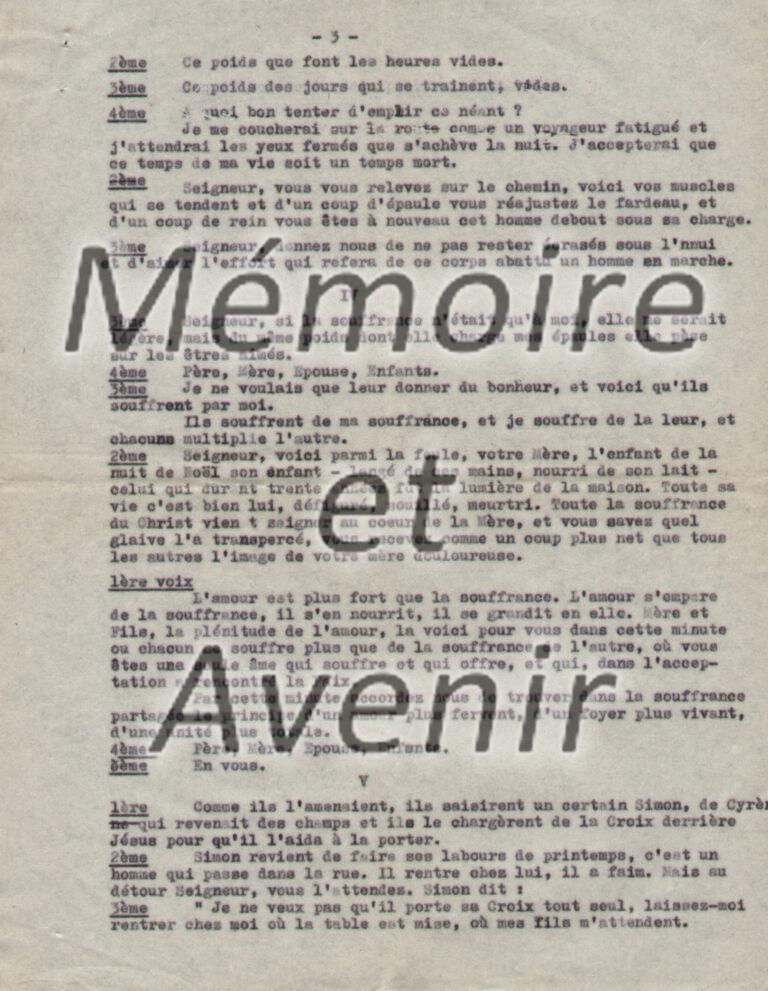 - 3 -
2ème Ce poids que font les heures vides.
3ème Ce poids des jours qui se trainent, vides.
4ème A quoi bon tenter d'emplir ce néant ?
Je me coucherai sur la route comme un voyageur fatigué et
j'attendrai les yeux fermés que s'achève la nuit. J'accepterai que
ce temps de ma vie soit un temps mort.
2ème
Seigneur, vous vous relevez sur le chemin, voici vos muscles
qui se tendent et d'un coup d'épaule vous réajustez le fardeau, et
d'un coup de rein vous êtes à nouveau cet homme debout sous sa charge.
3ème Seigneur, donnez nous de ne pas rester écrasés sous l'nnui
et d'aimer l'effort qui refera de ce corps abattu un homme en marche.
Mémoire
Seigneur, si la souffrance n'était qu'à moi, elle me serait
légère, mais du même poids dont elle charge mes épaules elle pèse
sur les êtres aimés.
4ème Père, Mère, Epouse, Enfants.
3ème Je ne voulais que leur donner du bonheur, et voici qu'ils
souffrent par moi.
Ils souffrent de ma souffrance, et je souffre de la leur, et
chacune multiplie l'autre.
2ème Seigneur, voici parmi la foule, votre Mère, l'enfant de la
nuit de Noël son enfant - mains, nourri de son lait -
celui qui durant trente lumière de la maison. Toute sa
vie c'est bien lui, défiguré, souillé, meurtri. Toute la souffrance
du Christ vient saigner au coeur de la Mère, et vous savez quel
glaive l'a transpercé, vous recevez comme un coup plus net que tous
les autres l'image de votre mère douloureuse.
et
1ère voix
L'amour est plus fort que la souffrance. L'amour s'empare
de la souffrance, il s'en nourrit, il se grandit en elle. Mère et
Fils, la plénitude de l'amour, la voici pour vous dans cette minute
ou chacun souffre plus que de la souffrance de l'autre, où vous
êtes une seule âme qui souffre et qui offre, et qui, dans l'accep-
tation rencontre la
Par cette minute accordez nous de trouver dans la souffrance
partagée le principe d'un amour plus fervent, d'un foyer plus vivant,
d'une unité plus totale.
Avenir
4ème Père, Mère, Epouse, Enfants.
En vous.
V
1ère Comme ils l'amenaient, ils saisirent un certain Simon, de Cyrè
ne qui revenait des champs et ils le chargèrent de la Croix derrière
Jésus pour qu'il l'aida à la porter.
2ème Simon revient de faire ses labours de printemps, c'est un
homme qui passe dans la rue. Il rentre chez lui, il a faim. Mais au
détour Seigneur, vous l'attendez. Simon dit :
3ème " Je ne veux pas qu'il porte sa Croix tout seul, laissez-moi
rentrer chez moi où la table est mise, où mes fils m'attendent.